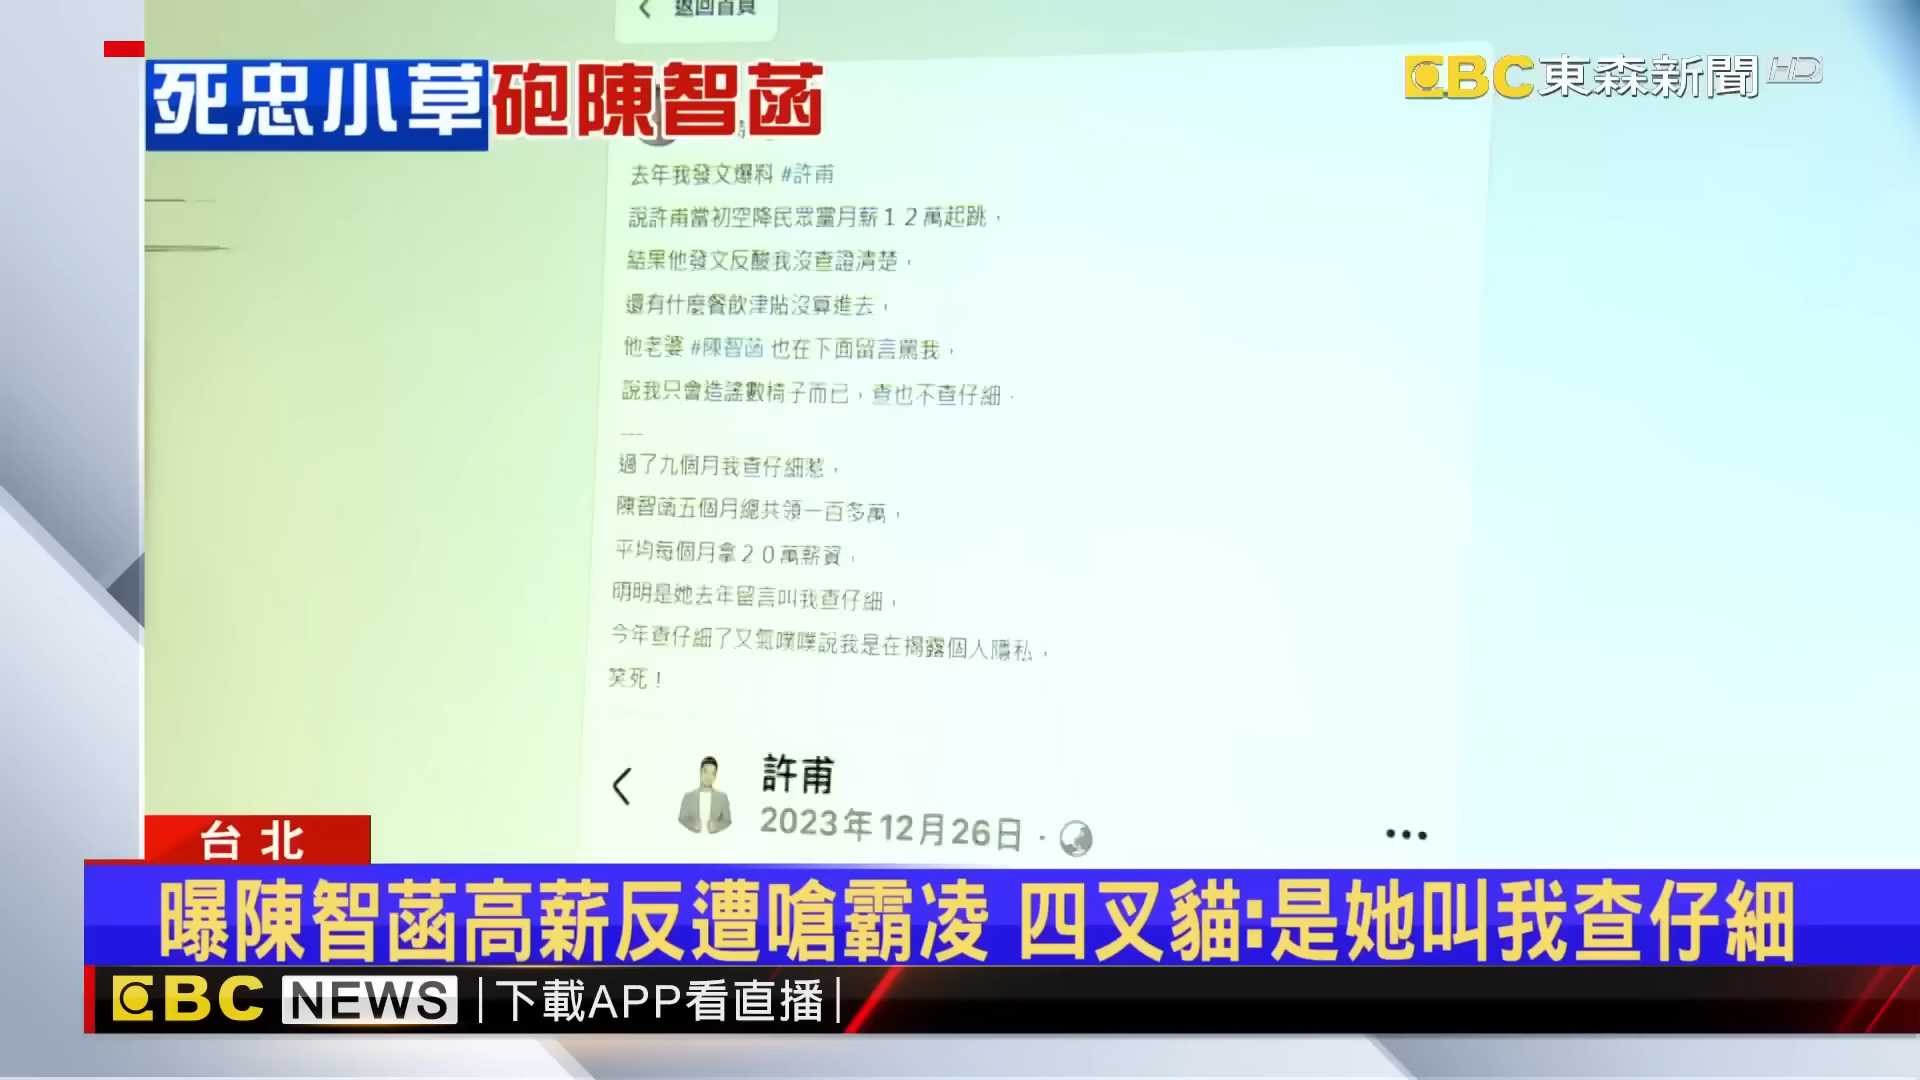 返回首頁
死忠小草砲陳智菡
EBC 東森新聞 HD
去年我發文爆料 #許甫
說許甫當初空降民眾黨月薪12萬起跳，
結果他發文反酸我沒查證清楚，
還有什麼餐飲津貼沒算進去，
他老婆 #陳智菡 也在下面留言罵我，
說我只會造謠數椅子而已，查也不查仔細．
—
過了九個月我查仔細惹，
陳智菡五個月總共領一百多萬，
平均每個月拿20萬薪資，
明明是她去年留言叫我查仔細，
今年查仔細了又氣噗噗說我是在揭露個人隱私，
笑死！
許甫
2023年12月26日 ·
台北
曝陳智菡高薪反遭嗆霸凌 四叉貓:是她叫我查仔細
EBC NEWS |下載APP看直播|